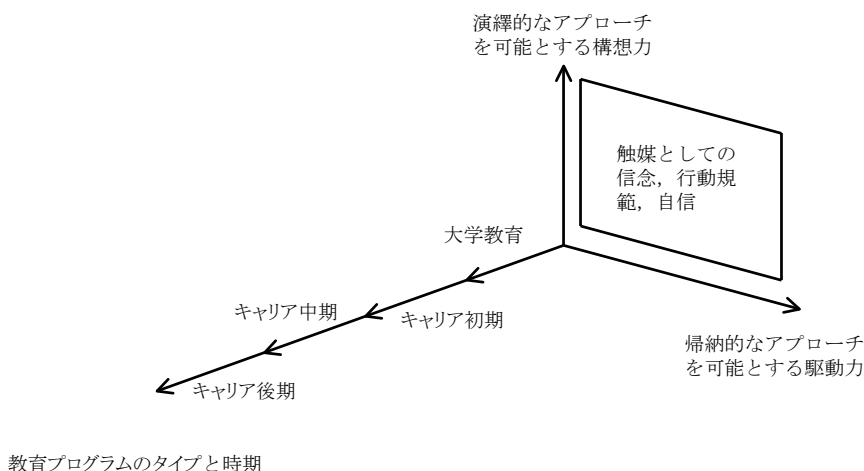 演繹的なアプローチ
を可能とする構想力
触媒としての
信念，行動規
範，自信
大学教育
キャリア中期
キャリア初期
帰納的なアプローチ
を可能とする駆動力
キャリア後期
教育プログラムのタイプと時期